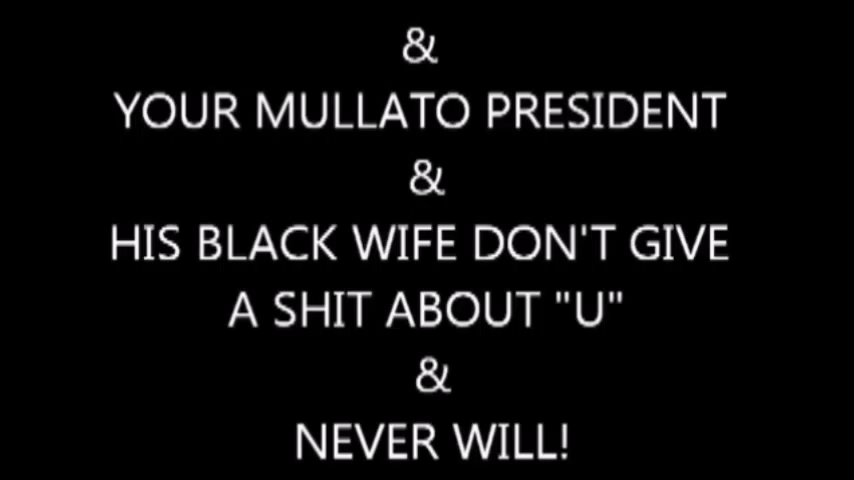 &
YOUR MULLATO PRESIDENT
&
HIS BLACK WIFE DON'T GIVE
A SHIT ABOUT "U"
&
NEVER WILL!